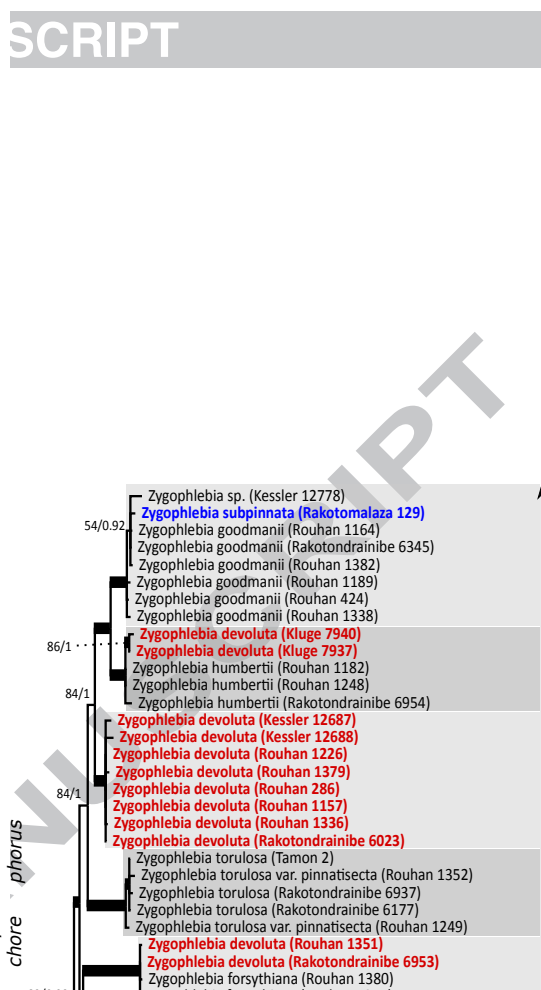 SCRIPT
NUSCRIPT
Zygophlebia sp. (Kessler 12778)
Zygophlebia subpinnata (Rakotomalaza 129)
54/0.92
Zygophlebia goodmanii (Rouhan 1164)
Zygophlebia goodmanii (Rakotondrainibe 6345)
Zygophlebia goodmanii (Rouhan 1382)
Zygophlebia goodmanii (Rouhan 1189)
Zygophlebia goodmanii (Rouhan 424)
Zygophlebia goodmanii (Rouhan 1338)
Zygophlebia devoluta (Kluge 7940)
86/1
Zygophlebia devoluta (Kluge 7937)
Zygophlebia humbertii (Rouhan 1182)
Zygophlebia humbertii (Rouhan 1248)
84/1
Zygophlebia humbertii (Rakotondrainibe 6954)
Zygophlebia devoluta (Kessler 12687)
Zygophlebia devoluta (Kessler 12688)
Zygophlebia devoluta (Rouhan 1226)
Zygophlebia devoluta (Rouhan 1379)
84/1
Zygophlebia devoluta (Rouhan 286)
Zygophlebia devoluta (Rouhan 1157)
Zygophlebia devoluta (Rouhan 1336)
Zygophlebia devoluta (Rakotondrainibe 6023)
Zygophlebia torulosa (Tamon 2)
Zygophlebia torulosa var. pinnatisecta (Rouhan 1352)
Zygophlebia torulosa (Rakotondrainibe 6937)
Zygophlebia torulosa (Rakotondrainibe 6177)
Zygophlebia torulosa var. pinnatisecta (Rouhan 1249)
Zygophlebia devoluta (Rouhan 1351)
Zygophlebia devoluta (Rakotondrainibe 6953)
Zygophlebia forsythiana (Rouhan 1380)
chore phorus